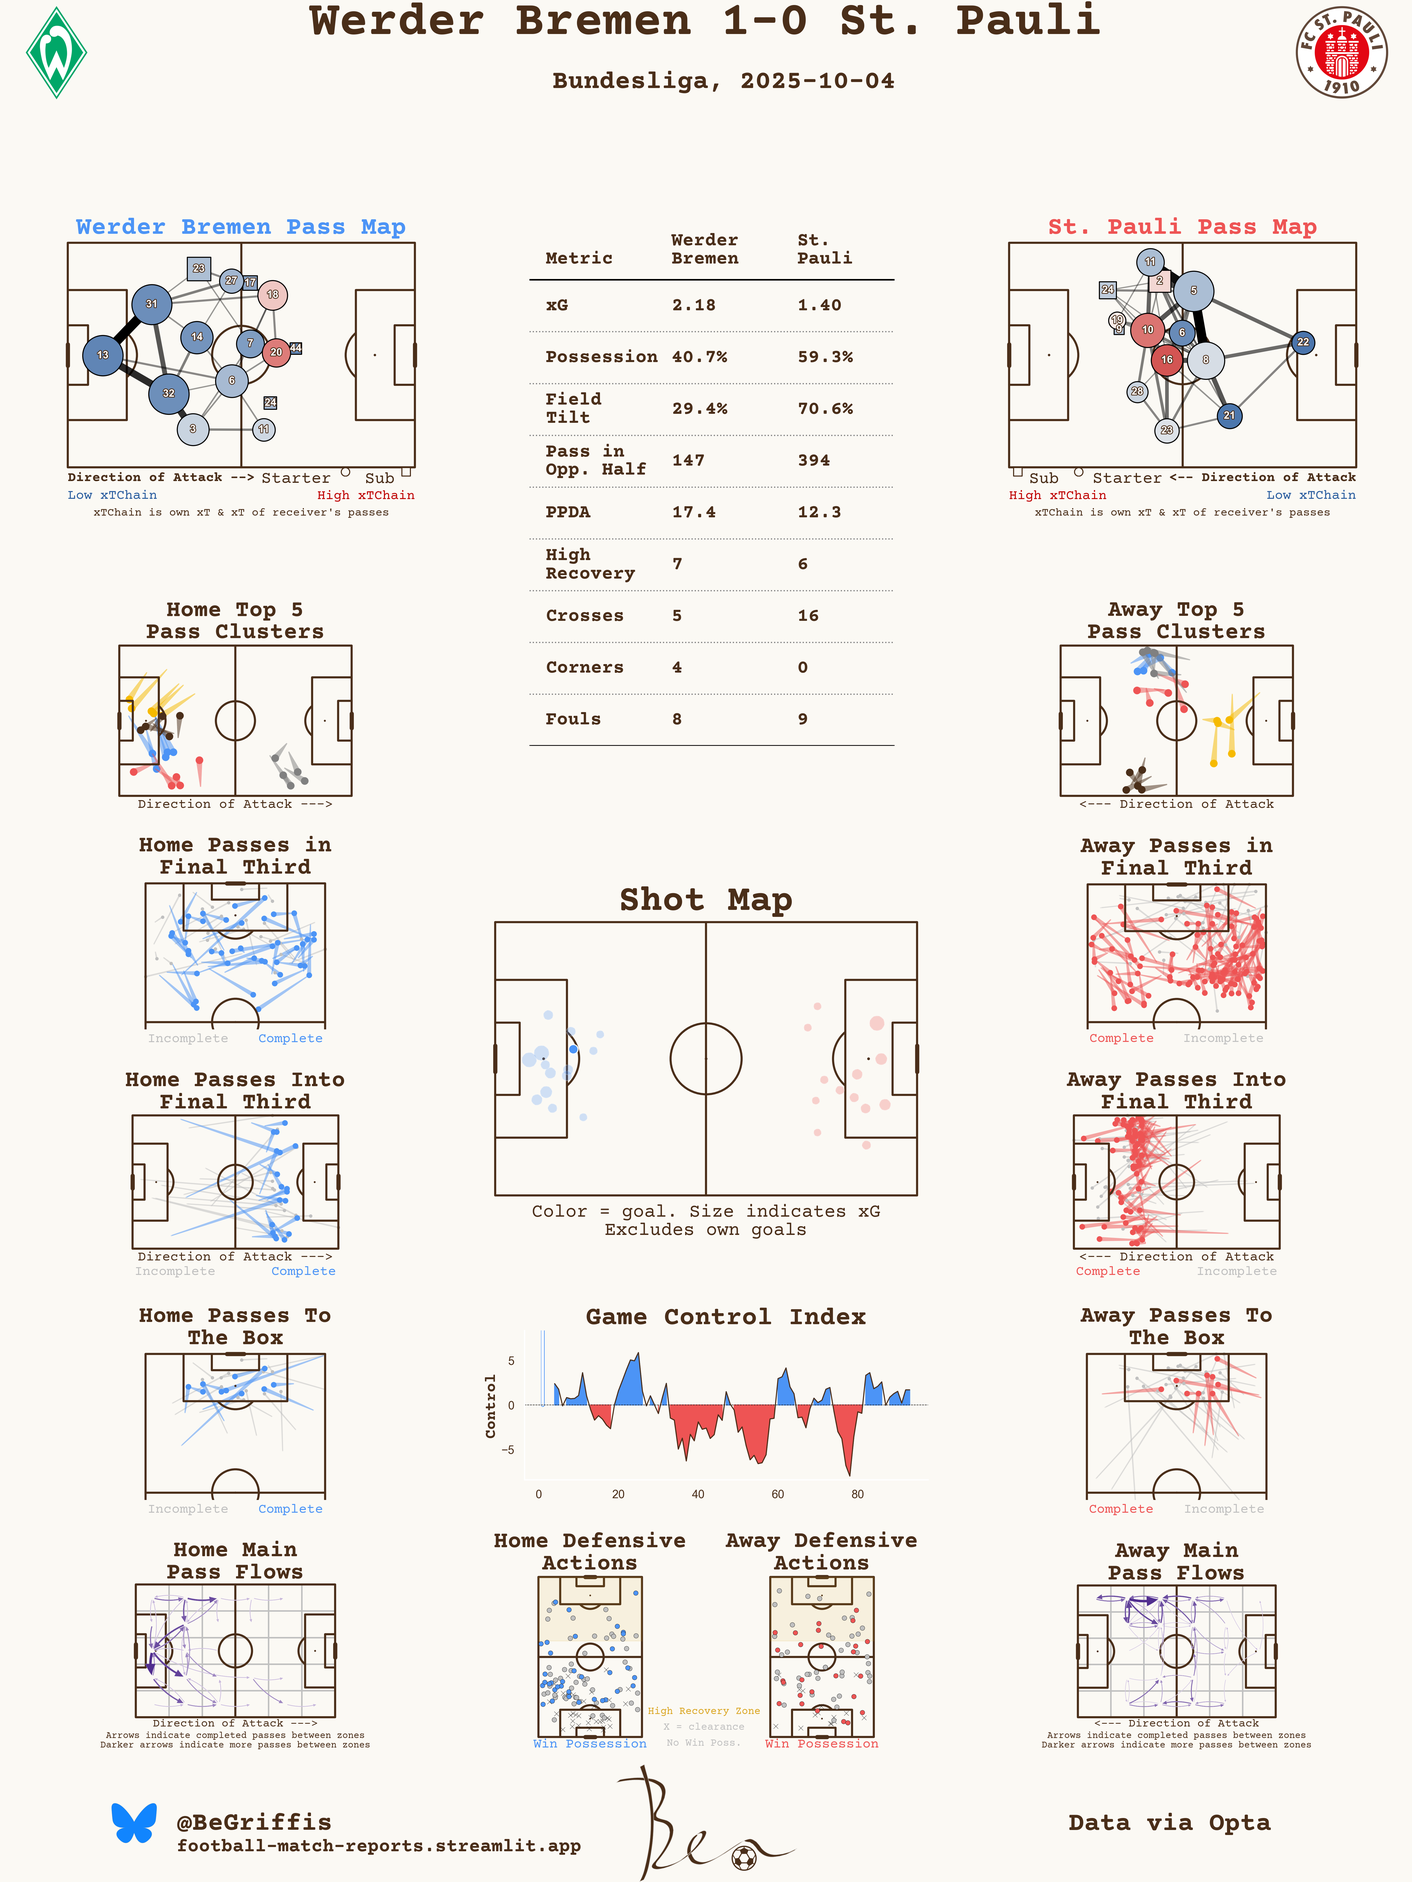 Werder Bremen 1-0 St. Pauli
Bundesliga, 2025-10-04
FC ST. PAULI
1910
Werder Bremen Pass Map
23
27
17
18
31
14
7
20
44
13
6
32
24
3
11
Direction of Attack --> Starter Sub
Low xTChain High xTChain
xTChain is own xT & xT of receiver's passes
Metric Werder Bremen St. Pauli
xG 2.18 1.40
Possession 40.7% 59.3%
Field Tilt 29.4% 70.6%
Pass in Opp. Half 147 394
PPDA 17.4 12.3
High Recovery 7 6
Crosses 5 16
Corners 4 0
Fouls 8 9
St. Pauli Pass Map
11
2
24
5
19
9
10
6
22
16
8
28
21
23
Sub Starter <-- Direction of Attack
High xTChain Low xTChain
xTChain is own xT & xT of receiver's passes
Home Top 5
Pass Clusters
Direction of Attack --->
Away Top 5
Pass Clusters
<--- Direction of Attack
Home Passes in
Final Third
Incomplete Complete
Away Passes in
Final Third
Complete Incomplete
Shot Map
Color = goal. Size indicates xG
Excludes own goals
Home Passes Into
Final Third
Direction of Attack --->
Incomplete Complete
Away Passes Into
Final Third
<--- Direction of Attack
Complete Incomplete
Home Passes To
The Box
Incomplete Complete
Game Control Index
Control
5
0
−5
0 20 40 60 80
Away Passes To
The Box
Complete Incomplete
Home Main
Pass Flows
Direction of Attack --->
Arrows indicate completed passes between zones
Darker arrows indicate more passes between zones
Home Defensive
Actions
Win Possession
Away Defensive
Actions
Win Possession
High Recovery Zone
X = clearance
No Win Poss.
Away Main
Pass Flows
<--- Direction of Attack
Arrows indicate completed passes between zones
Darker arrows indicate more passes between zones
@BeGriffis
football-match-reports.streamlit.app
Ben
Data via Opta